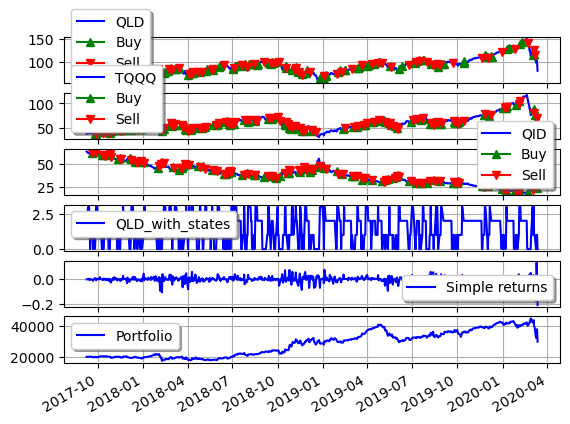 QLD
Buy
Sell
150
100
TQQQ
Buy
Sell
100
50
QID
Buy
Sell
50
25
QLD_with_states
2.5
0.0
Simple returns
0.0
−0.2
Portfolio
40000
20000
2017-10
2018-01
2018-04
2018-07
2018-10
2019-01
2019-04
2019-07
2019-10
2020-01
2020-04